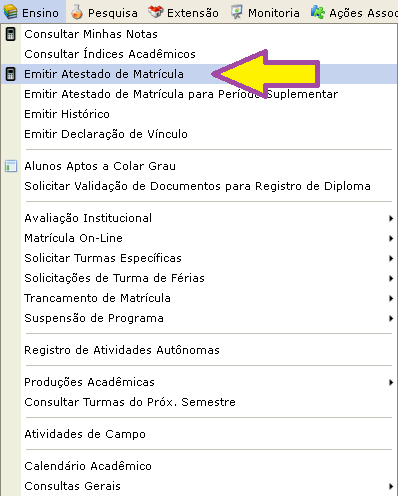 Ensino Pesquisa Extensão Monitoria Ações Assoc
Consultar Minhas Notas
Consultar Índices Acadêmicos
Emitir Atestado de Matrícula
Emitir Atestado de Matrícula para Período Suplementar
Emitir Histórico
Emitir Declaração de Vínculo
Alunos Aptos a Colar Grau
Solicitar Validação de Documentos para Registro de Diploma
Avaliação Institucional
Matrícula On-Line
Solicitar Turmas Específicas
Solicitações de Turma de Férias
Trancamento de Matrícula
Suspensão de Programa
Registro de Atividades Autônomas
Produções Acadêmicas
Consultar Turmas do Próx. Semestre
Atividades de Campo
Calendário Acadêmico
Consultas Gerais